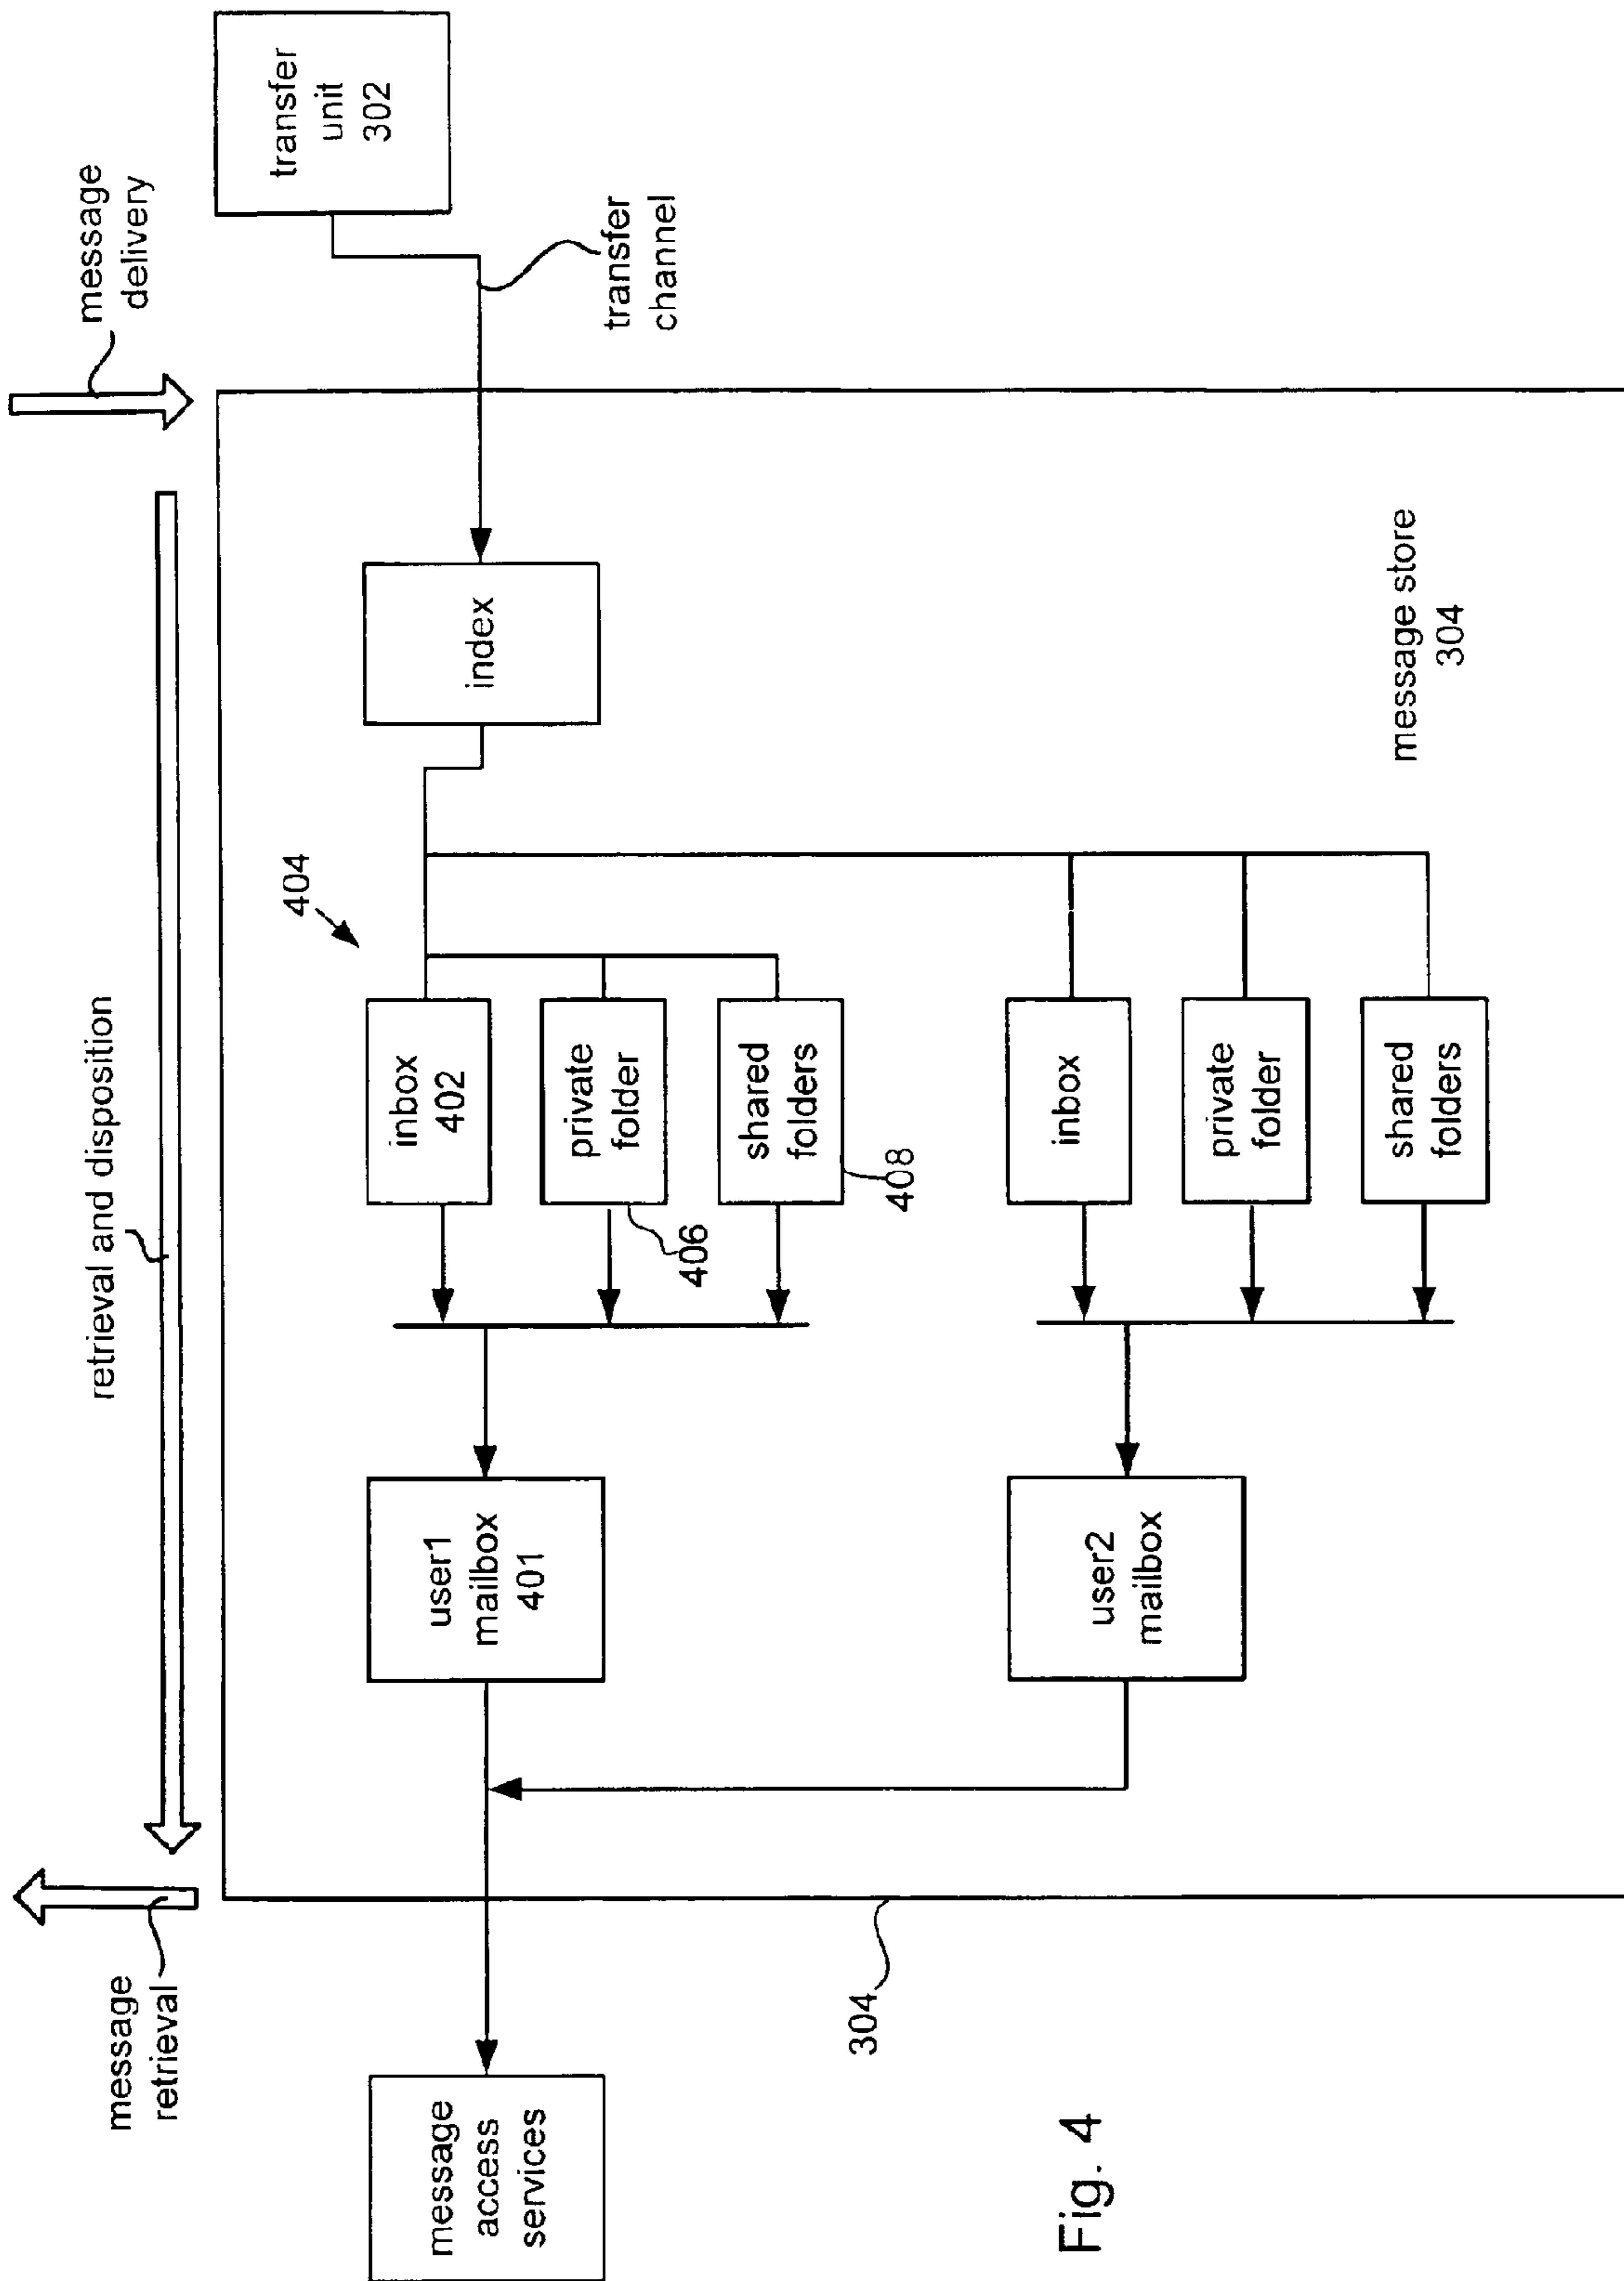 message
retrieval
retrieval and disposition
message
delivery
message
access
services
user1
mailbox
401
inbox
402
404
index
transfer
unit
302
private
folder
406
shared
folders
408
transfer
channel
304
user2
mailbox
inbox
private
folder
shared
folders
message store
304
Fig. 4